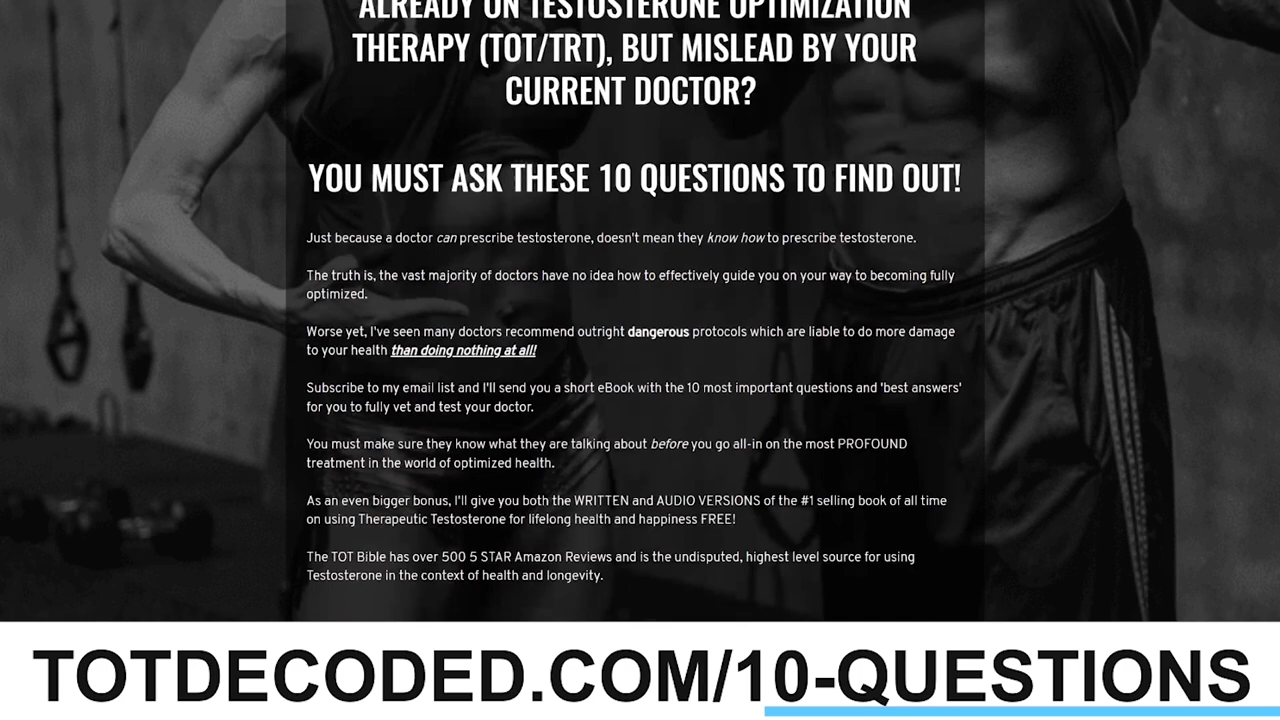 ALREADY ON TESTOSTERONE OPTIMIZATION
THERAPY (TOT/TRT), BUT MISLEAD BY YOUR
CURRENT DOCTOR?
YOU MUST ASK THESE 10 QUESTIONS TO FIND OUT!
Just because a doctor can prescribe testosterone, doesn't mean they know how to prescribe testosterone.
The truth is, the vast majority of doctors have no idea how to effectively guide you on your way to becoming fully
optimized.
Worse yet, I've seen many doctors recommend outright dangerous protocols which are liable to do more damage
to your health than doing nothing at all!
Subscribe to my email list and I'll send you a short eBook with the 10 most important questions and 'best answers'
for you to fully vet and test your doctor.
You must make sure they know what they are talking about before you go all-in on the most PROFOUND
treatment in the world of optimized health.
As an even bigger bonus, I'll give you both the WRITTEN and AUDIO VERSIONS of the #1 selling book of all time
on using Therapeutic Testosterone for lifelong health and happiness FREE!
The TOT Bible has over 500 5 STAR Amazon Reviews and is the undisputed, highest level source for using
Testosterone in the context of health and longevity.
TOTDECODED.COM/10-QUESTIONS